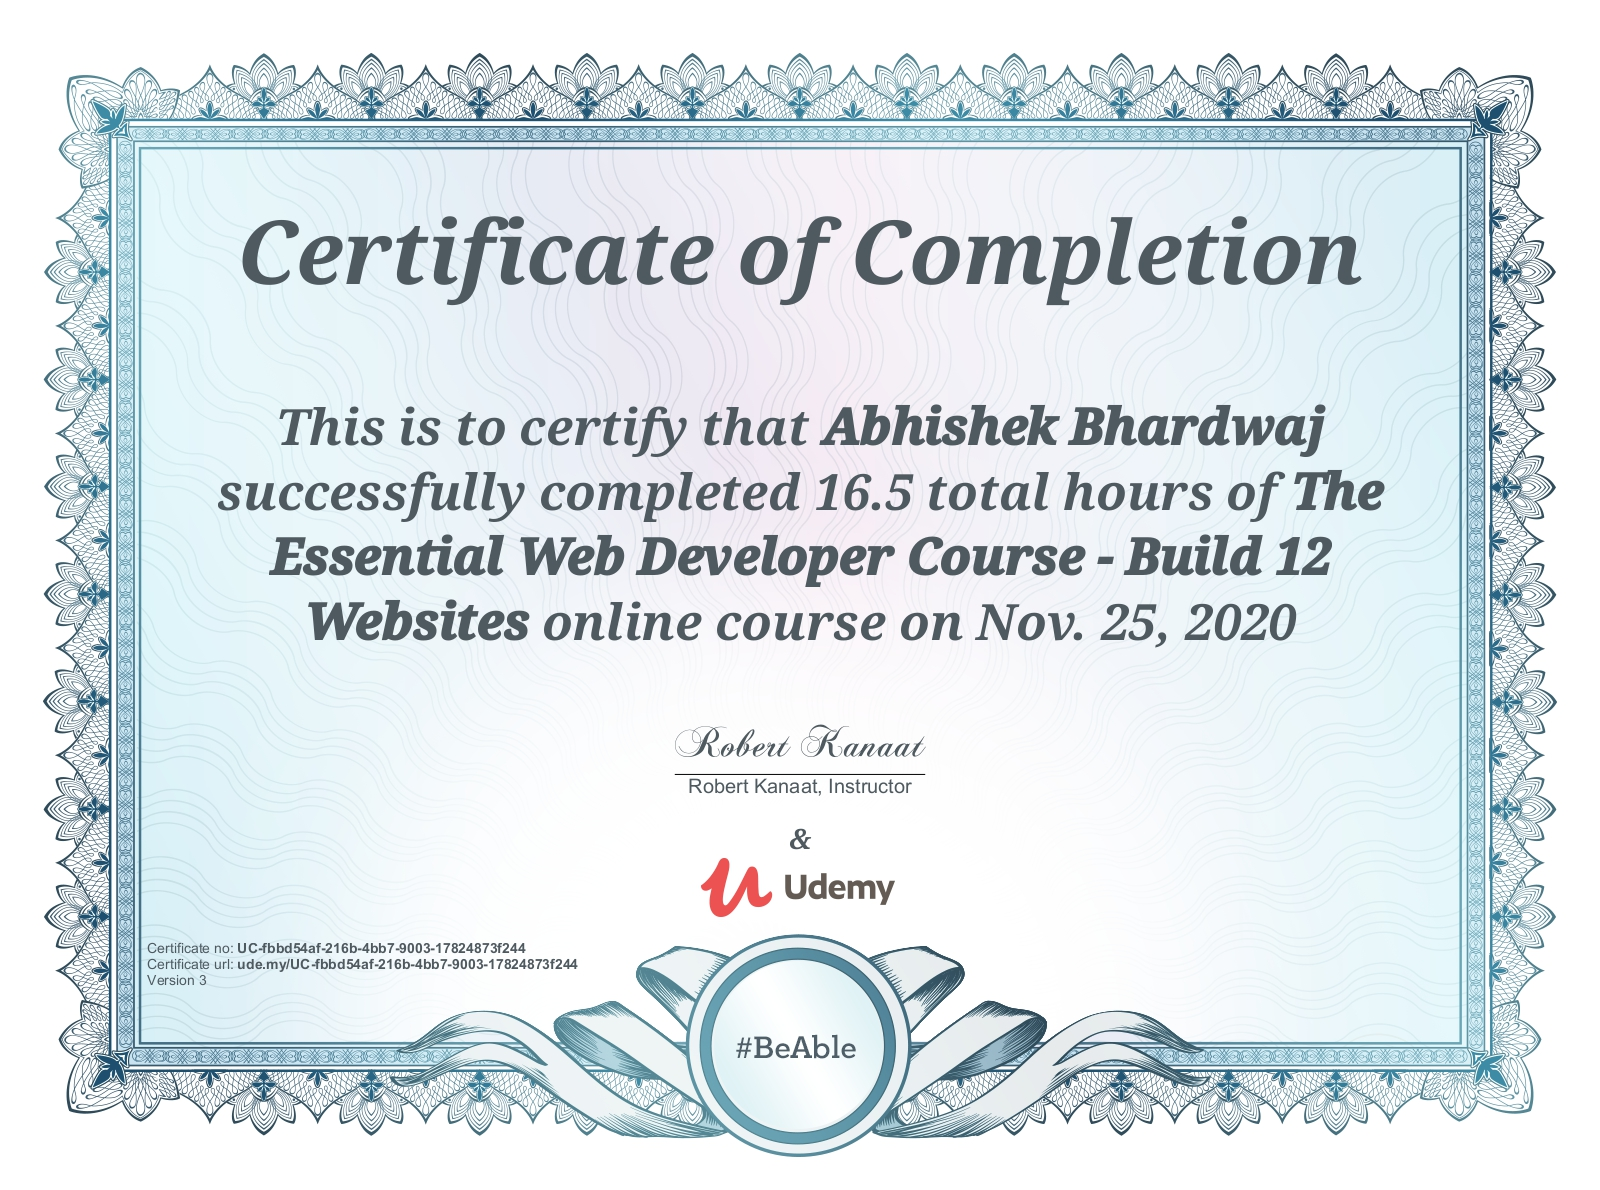 Certificate of Completion
This is to certify that Abhishek Bhardwaj
successfully completed 16.5 total hours of The
Essential Web Developer Course - Build 12
Websites online course on Nov. 25, 2020
Robert Kanaat
Robert Kanaat, Instructor
&
Udemy
Certificate no: UC-fbbd54af-216b-4bb7-9003-17824873f244
Certificate url: ude.my/UC-fbbd54af-216b-4bb7-9003-17824873f244
Version 3
#BeAble